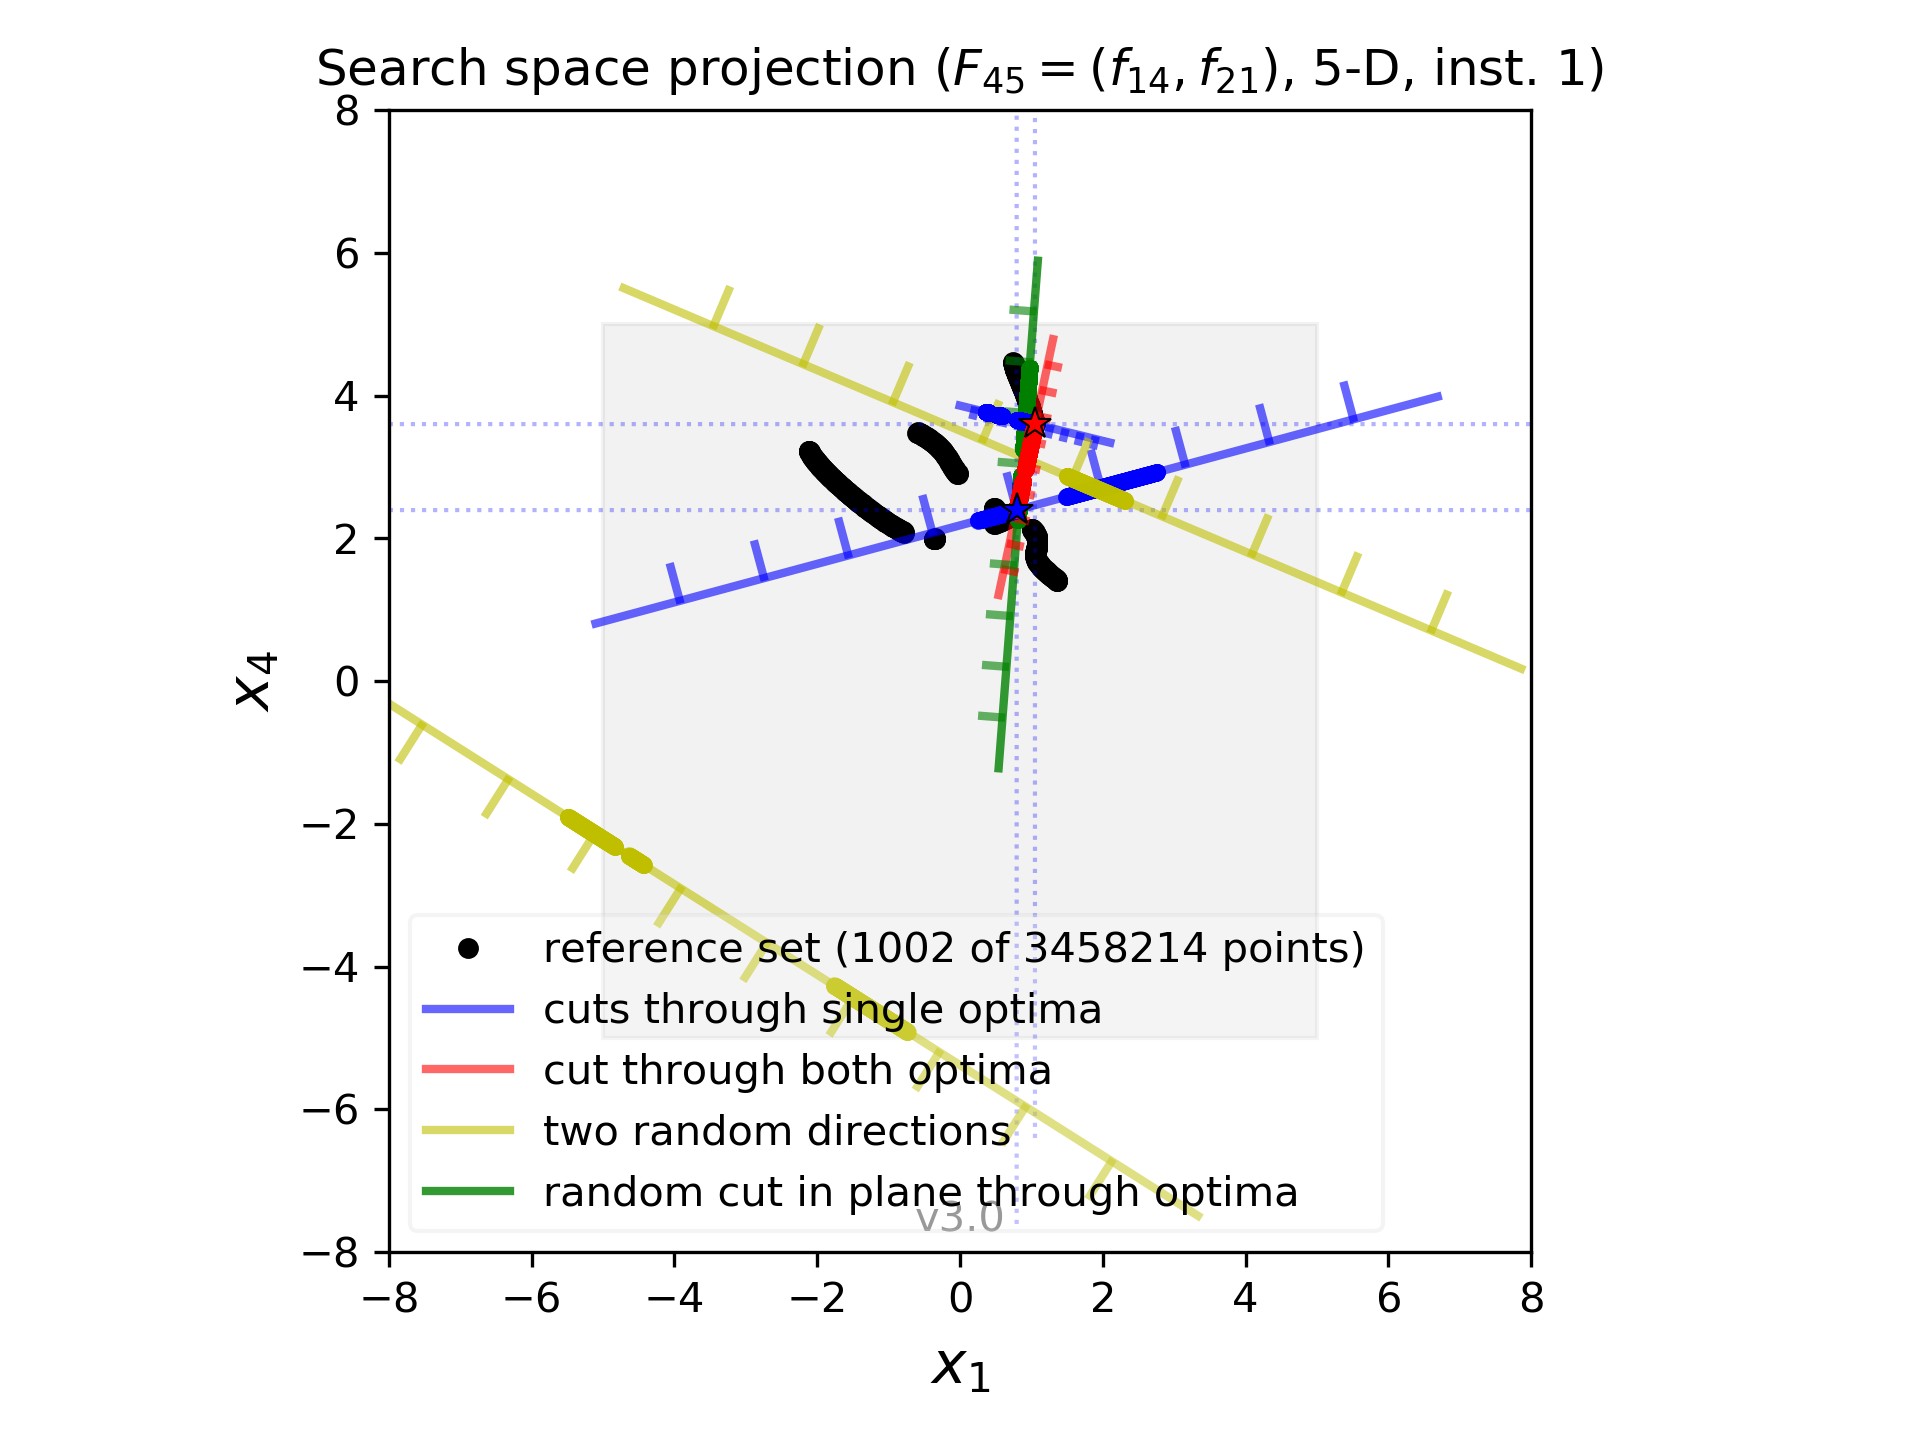 Search space projection (F45 = (f14, f21), 5-D, inst. 1)
8
6
4
2
0
−2
−4
−6
−8
x4
reference set (1002 of 3458214 points)
cuts through single optima
cut through both optima
two random directions
random cut in plane through optima
v3.0
−8 −6 −4 −2 0 2 4 6 8
x1